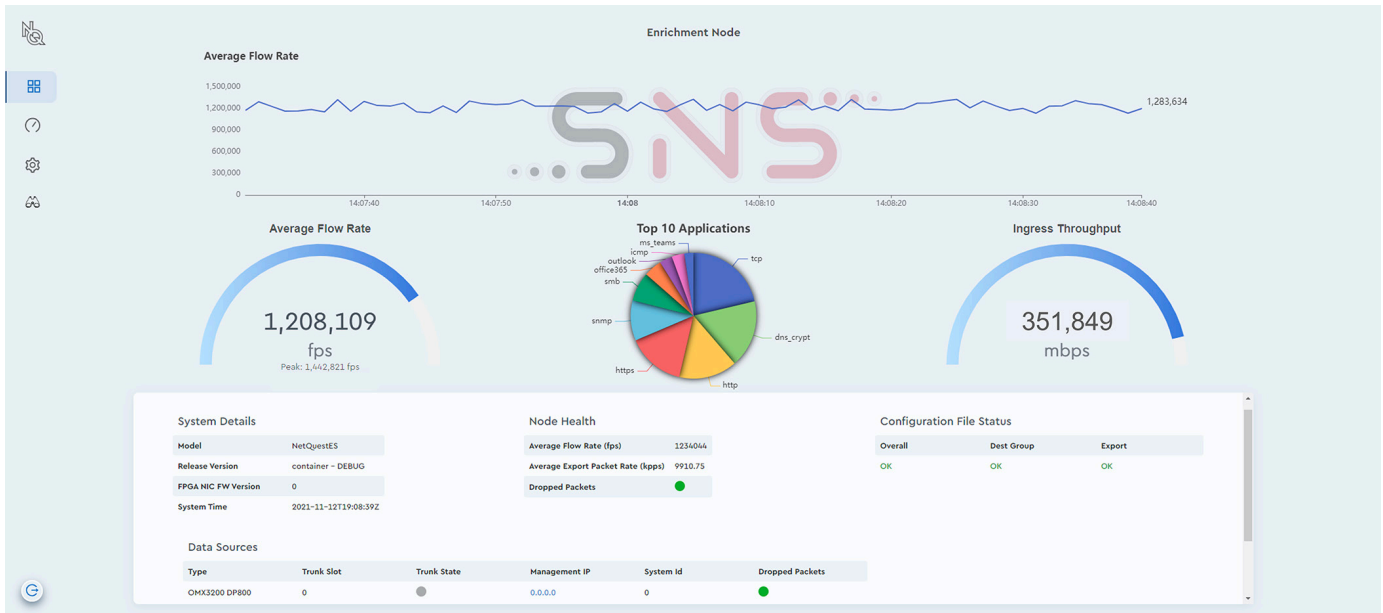 Enrichment Node
Average Flow Rate
1,500,000
1,200,000
900,000
600,000
300,000
0
1,283,634
SNS
14:07:40 14:07:50 14:08 14:08:10 14:08:20 14:08:30 14:08:40
Average Flow Rate
1,208,109
fps
Peak: 1,442,821 fps
Top 10 Applications
ms_teams
icmp
outlook
office365
smb
snmp
https
tcp
dns_crypt
http
Ingress Throughput
351,849
mbps
System Details
Model NetQuestES
Release Version container - DEBUG
FPGA NIC FW Version 0
System Time 2021-11-12T19:08:39Z
Node Health
Average Flow Rate (fps) 1234044
Average Export Packet Rate (kpps) 9910.75
Dropped Packets
Configuration File Status
Overall Dest Group Export
OK OK OK
Data Sources
Type Trunk Slot Trunk State Management IP System Id Dropped Packets
OMX3200 DP800 0 0.0.0.0 0